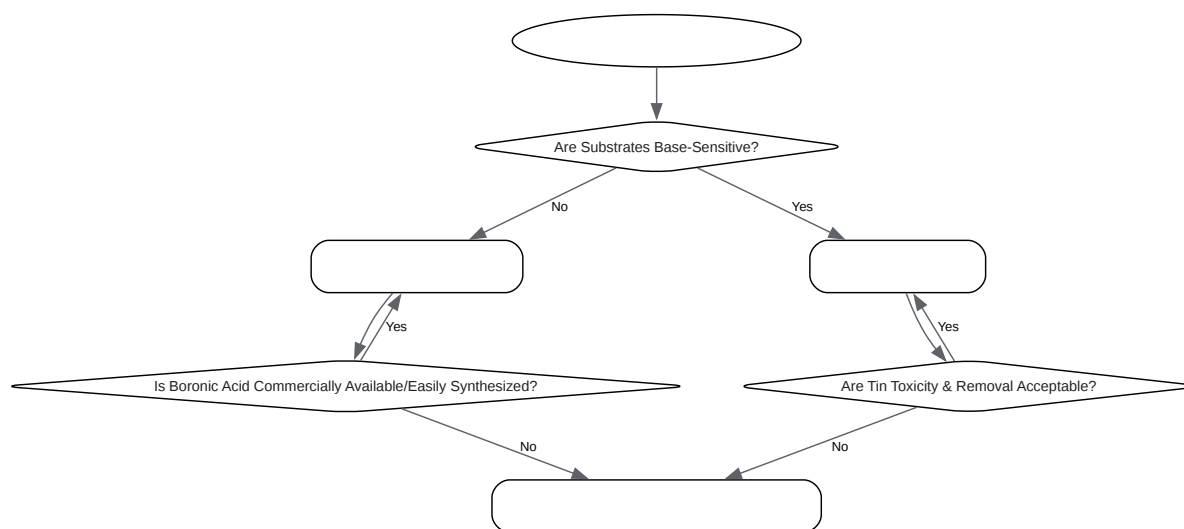 Are Substrates Base-Sensitive?
No
Yes
Yes
Yes
Is Boronic Acid Commercially Available/Easily Synthesized?
Are Tin Toxicity & Removal Acceptable?
No
No